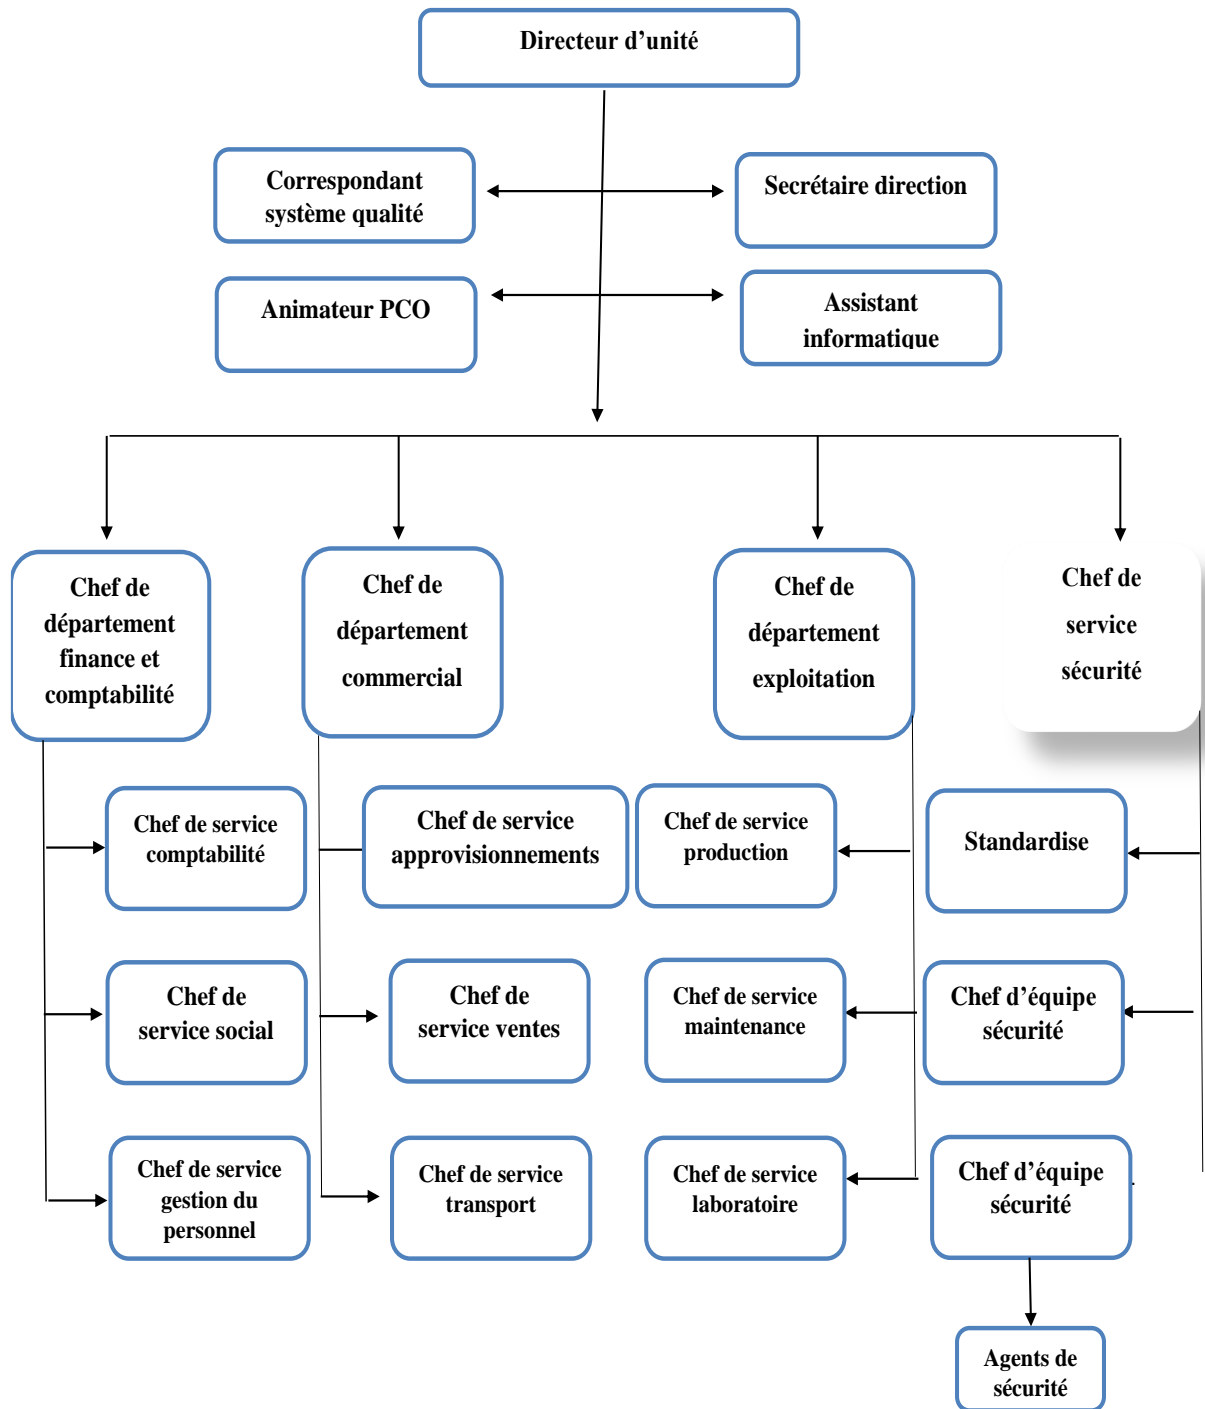 Directeur d’unité
Correspondant
système qualité
Secrétaire direction
Animateur PCO
Assistant
informatique
Chef de
département
finance et
comptabilité
Chef de
département
commercial
Chef de
département
exploitation
Chef de
service
sécurité
Chef de service
comptabilité
Chef de service
approvisionnements
Chef de service
production
Standardise
Chef de
service social
Chef de
service ventes
Chef de service
maintenance
Chef d’équipe
sécurité
Chef de service
gestion du
personnel
Chef de service
transport
Chef de service
laboratoire
Chef d’équipe
sécurité
Agents de
sécurité